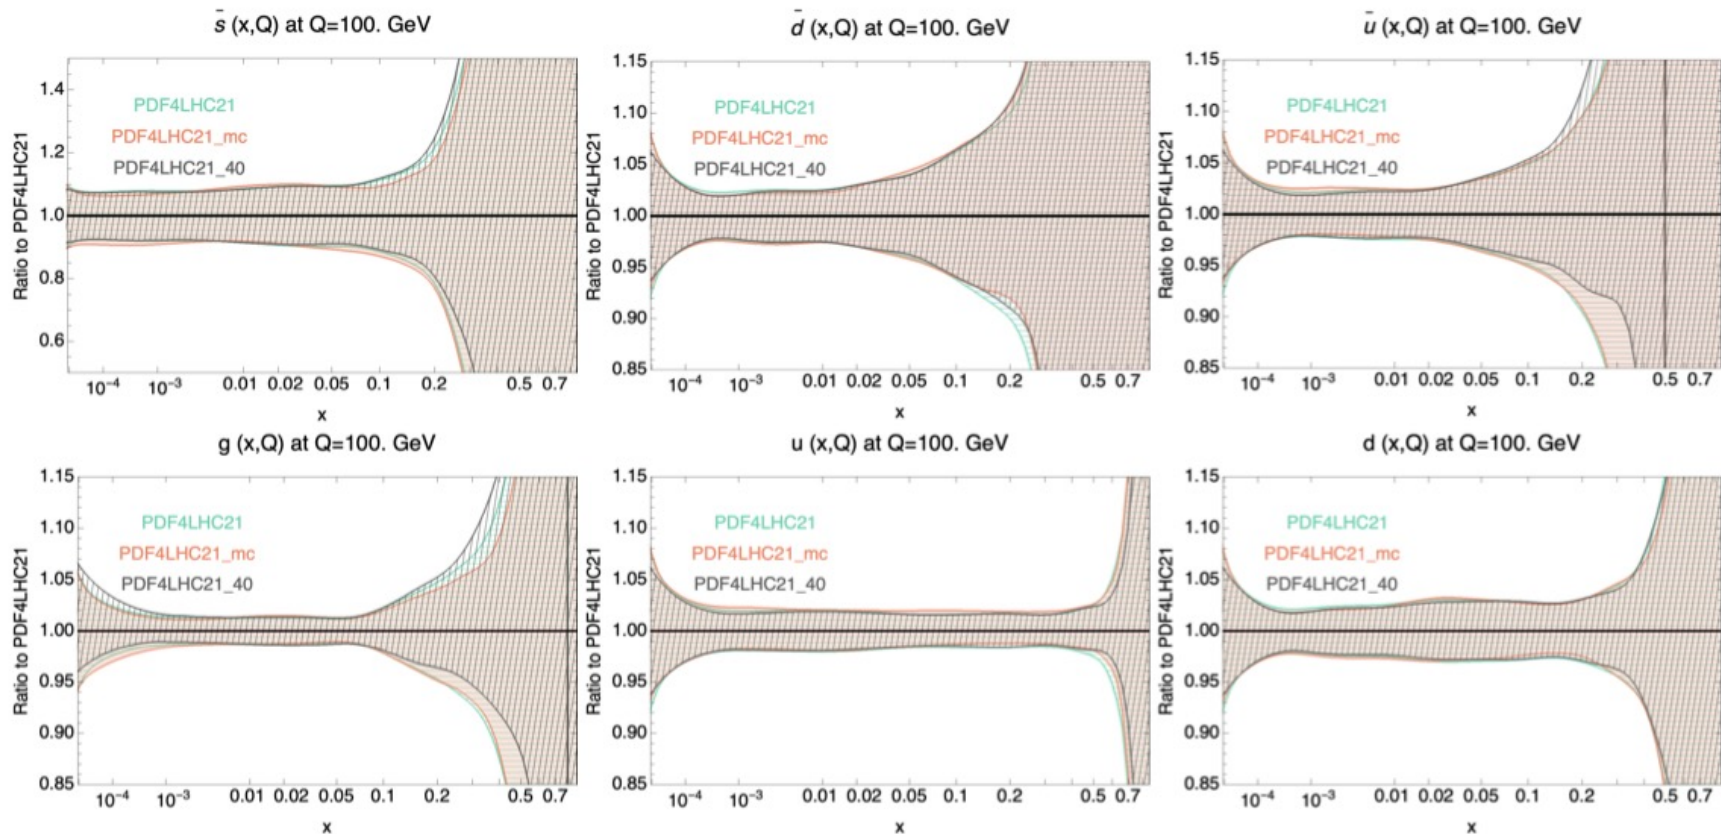 s̄ (x,Q) at Q=100. GeV
Ratio to PDF4LHC21
1.4
1.2
1.0
0.8
0.6
PDF4LHC21
PDF4LHC21_mc
PDF4LHC21_40
10⁻⁴ 10⁻³ 0.01 0.02 0.05 0.1 0.2 0.5 0.7
x
d̄ (x,Q) at Q=100. GeV
Ratio to PDF4LHC21
1.15
1.10
1.05
1.00
0.95
0.90
0.85
PDF4LHC21
PDF4LHC21_mc
PDF4LHC21_40
10⁻⁴ 10⁻³ 0.01 0.02 0.05 0.1 0.2 0.5 0.7
x
ū (x,Q) at Q=100. GeV
Ratio to PDF4LHC21
1.15
1.10
1.05
1.00
0.95
0.90
0.85
PDF4LHC21
PDF4LHC21_mc
PDF4LHC21_40
10⁻⁴ 10⁻³ 0.01 0.02 0.05 0.1 0.2 0.5 0.7
x
g (x,Q) at Q=100. GeV
Ratio to PDF4LHC21
1.15
1.10
1.05
1.00
0.95
0.90
0.85
PDF4LHC21
PDF4LHC21_mc
PDF4LHC21_40
10⁻⁴ 10⁻³ 0.01 0.02 0.05 0.1 0.2 0.5 0.7
x
u (x,Q) at Q=100. GeV
Ratio to PDF4LHC21
1.15
1.10
1.05
1.00
0.95
0.90
0.85
PDF4LHC21
PDF4LHC21_mc
PDF4LHC21_40
10⁻⁴ 10⁻³ 0.01 0.02 0.05 0.1 0.2 0.5 0.7
x
d (x,Q) at Q=100. GeV
Ratio to PDF4LHC21
1.15
1.10
1.05
1.00
0.95
0.90
0.85
PDF4LHC21
PDF4LHC21_mc
PDF4LHC21_40
10⁻⁴ 10⁻³ 0.01 0.02 0.05 0.1 0.2 0.5 0.7
x